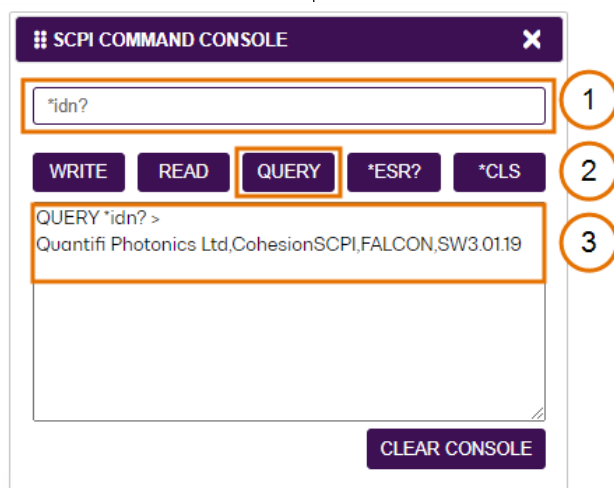 SCPI COMMAND CONSOLE
*idn?
1
WRITE READ QUERY *ESR? *CLS
2
QUERY *idn? >
Quantifi Photonics Ltd,CohesionSCPI,FALCON,SW3.01.19
3
CLEAR CONSOLE